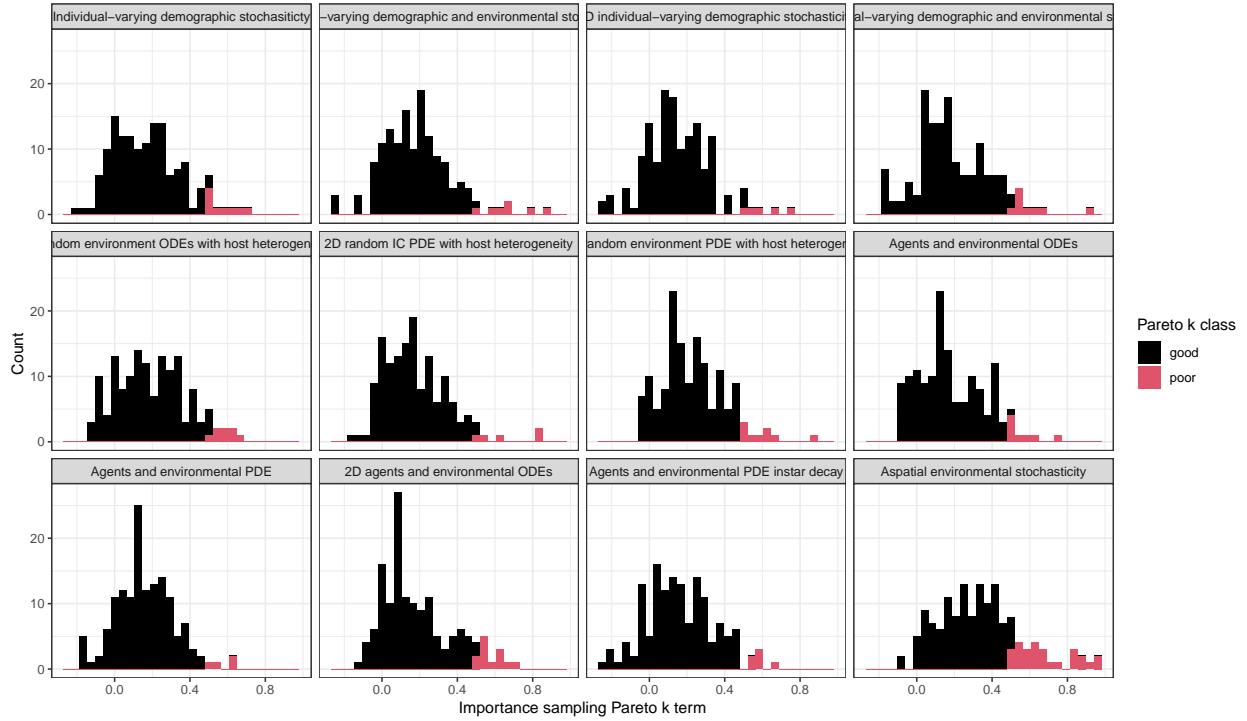 Individual−varying demographic stochasiticty
−varying demographic and environmental sto
D individual−varying demographic stochastici
al−varying demographic and environmental s
20
10
0
ndom environment ODEs with host heterogen
2D random IC PDE with host heterogeneity
andom environment PDE with host heteroger
Agents and environmental ODEs
20
10
0
Agents and environmental PDE
2D agents and environmental ODEs
Agents and environmental PDE instar decay
Aspatial environmental stochasticity
20
10
0
0.0 0.4 0.8
0.0 0.4 0.8
0.0 0.4 0.8
0.0 0.4 0.8
Importance sampling Pareto k term
Count
Pareto k class
good
poor